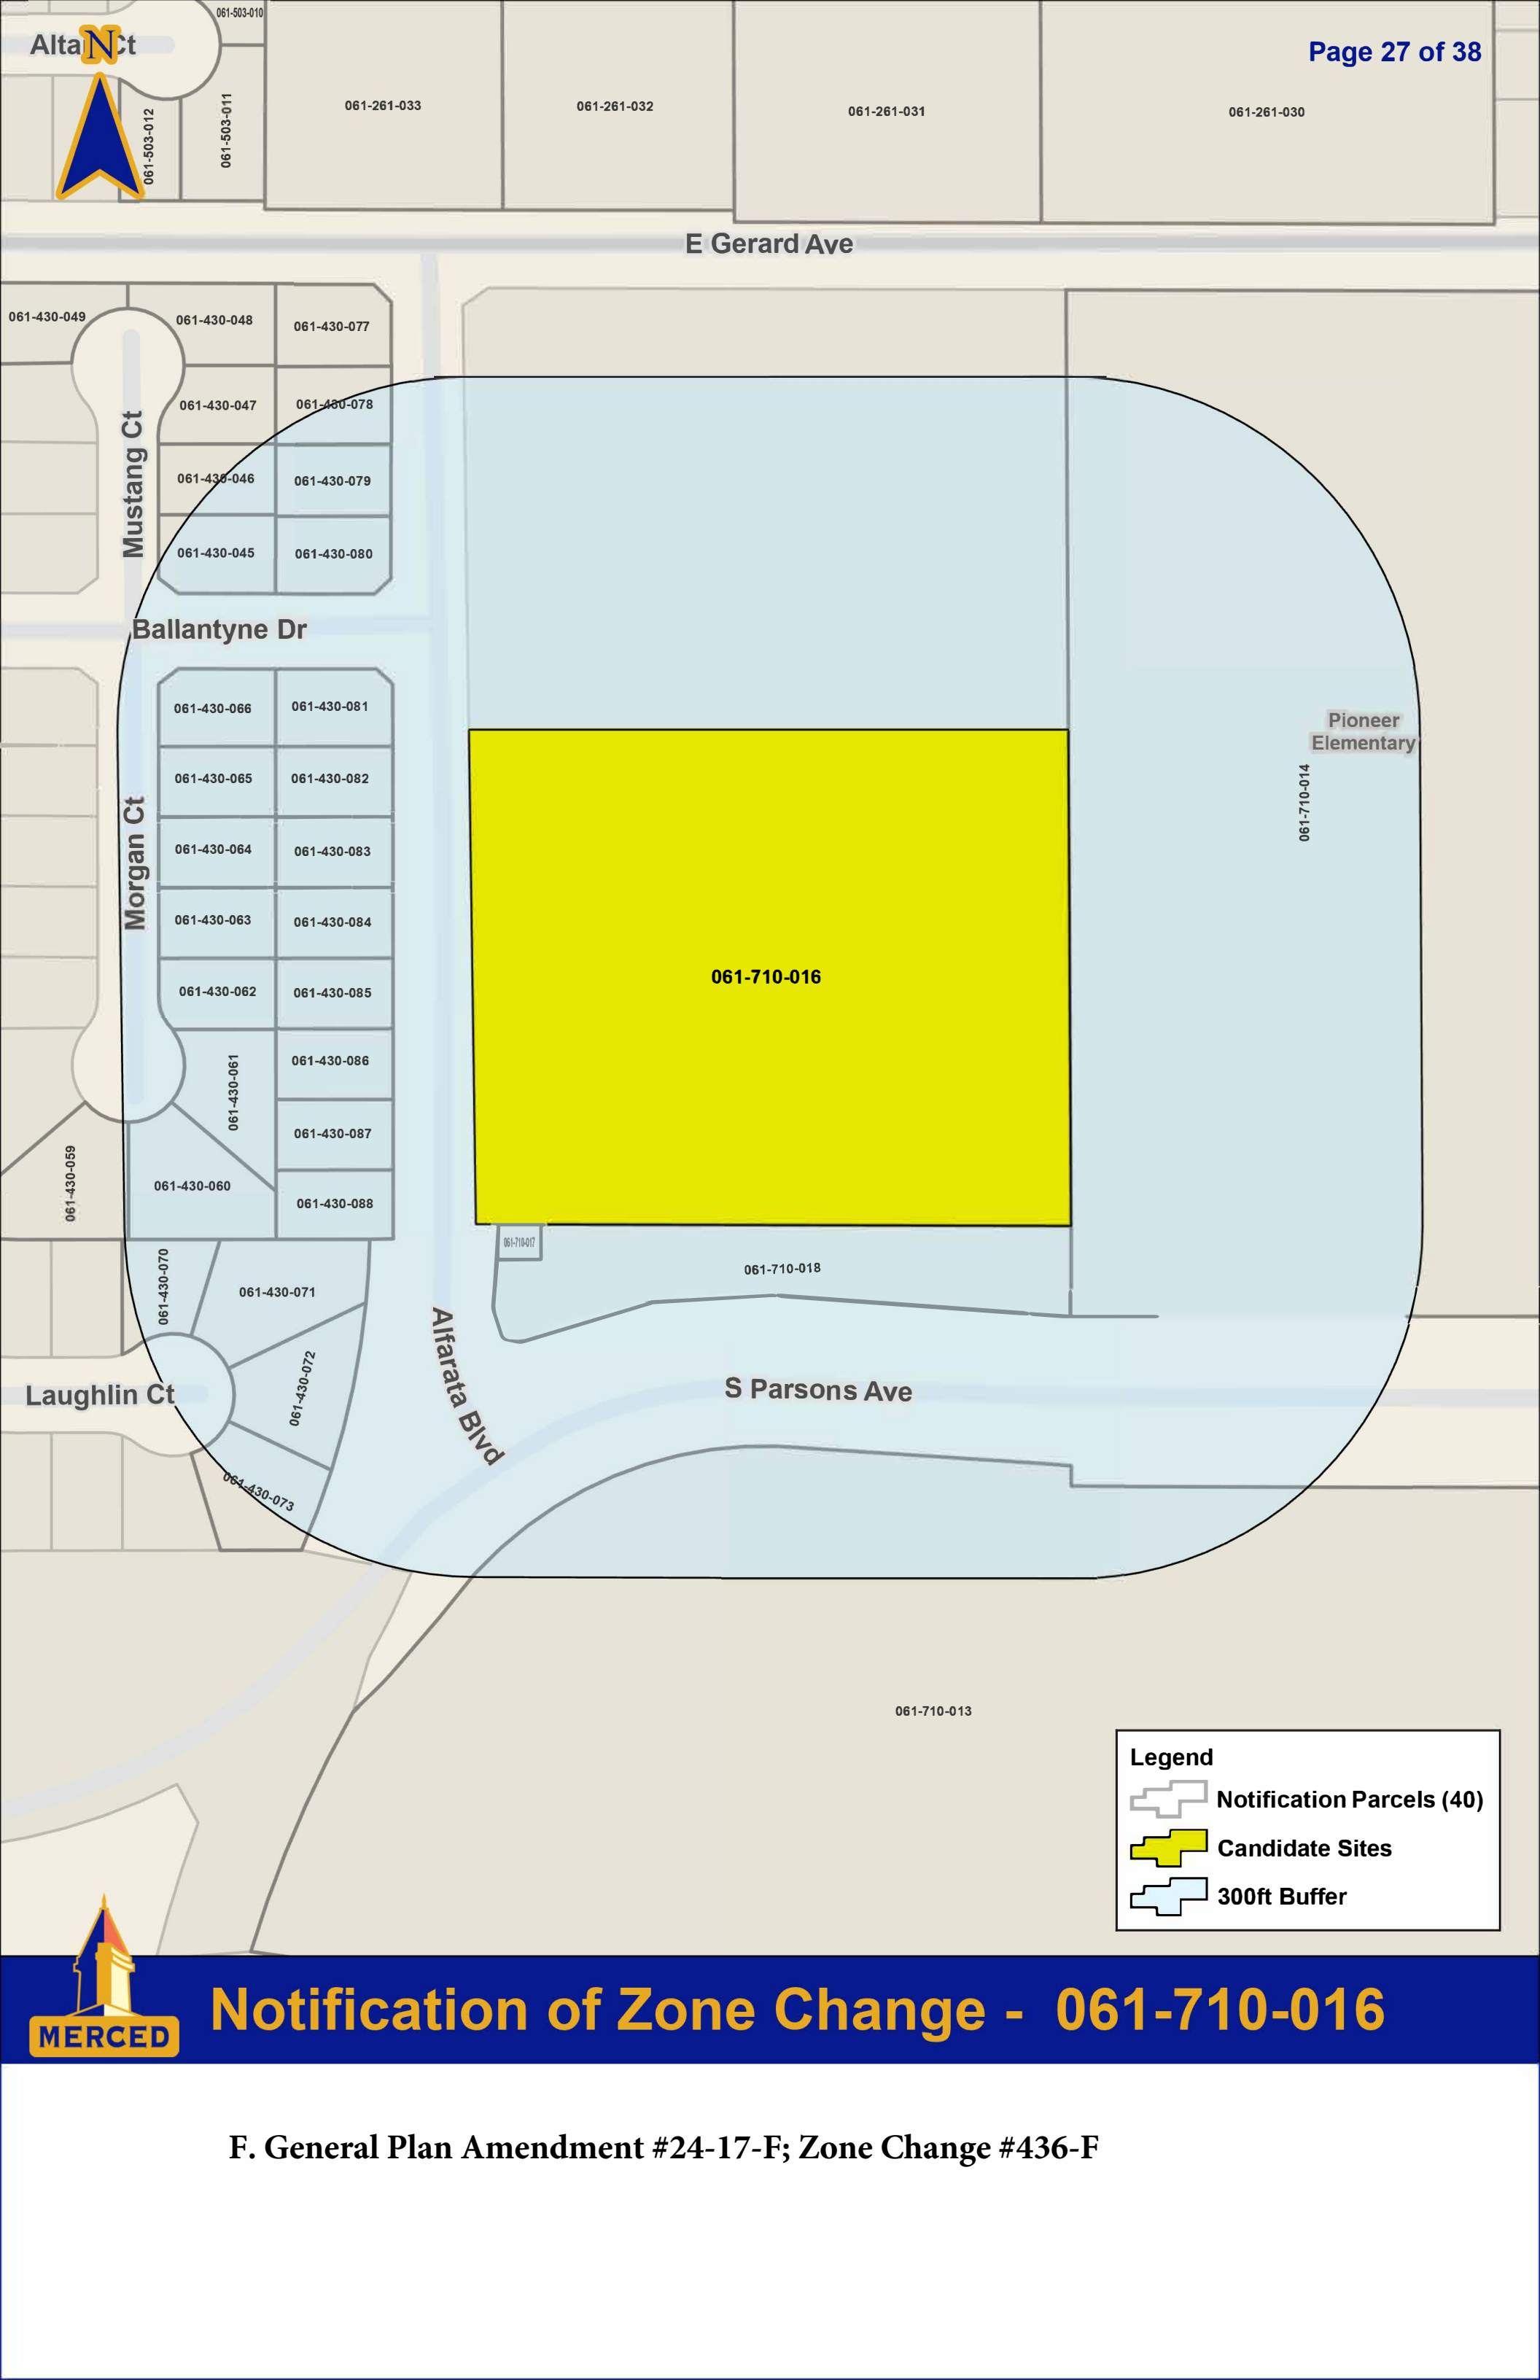 061-503-010
Page 27 of 38
N
061-261-033
061-261-032
061-261-031
061-261-030
061-503-012
061-503-011
E Gerard Ave
061-430-049
061-430-048
061-430-077
061-430-047
061-430-078
Mustang Ct
061-430-046
061-430-079
061-430-045
061-430-080
Ballantyne Dr
061-430-066
061-430-081
Pioneer
Elementary
061-430-065
061-430-082
061-710-014
Morgan Ct
061-430-064
061-430-083
061-430-063
061-430-084
061-710-016
061-430-062
061-430-085
061-430-061
061-430-086
061-430-087
061-430-059
061-430-060
061-430-088
061-710-017
061-710-018
061-430-070
061-430-071
061-430-072
Alfarata Blvd
Laughlin Ct
S Parsons Ave
061-430-073
061-710-013
Legend
Notification Parcels (40)
Candidate Sites
300ft Buffer
MERCED
Notification of Zone Change - 061-710-016
F. General Plan Amendment #24-17-F; Zone Change #436-F